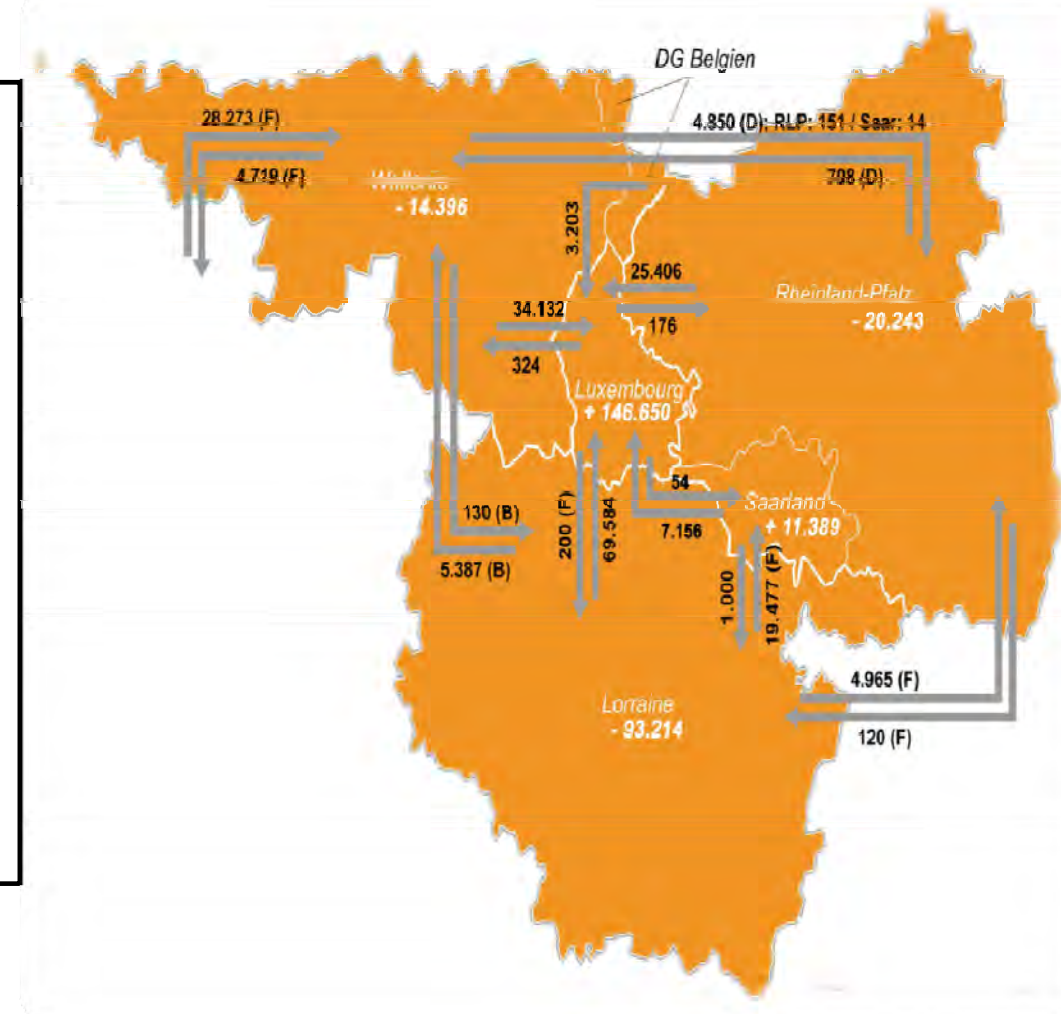 DG Belgien
28.273 (F)
4.850 (D); RLP: 151 / Saar: 14
4.719 (F)
Wallonie
798 (D)
- 14.396
3.203
25.406
Rheinland-Pfalz
34.132
176
- 20.243
324
Luxembourg
+ 146.650
54
Saarland
130 (B)
200 (F)
69.584
7.156
+ 11.389
5.387 (B)
1.000
19.477 (F)
4.965 (F)
Lorraine
- 93.214
120 (F)